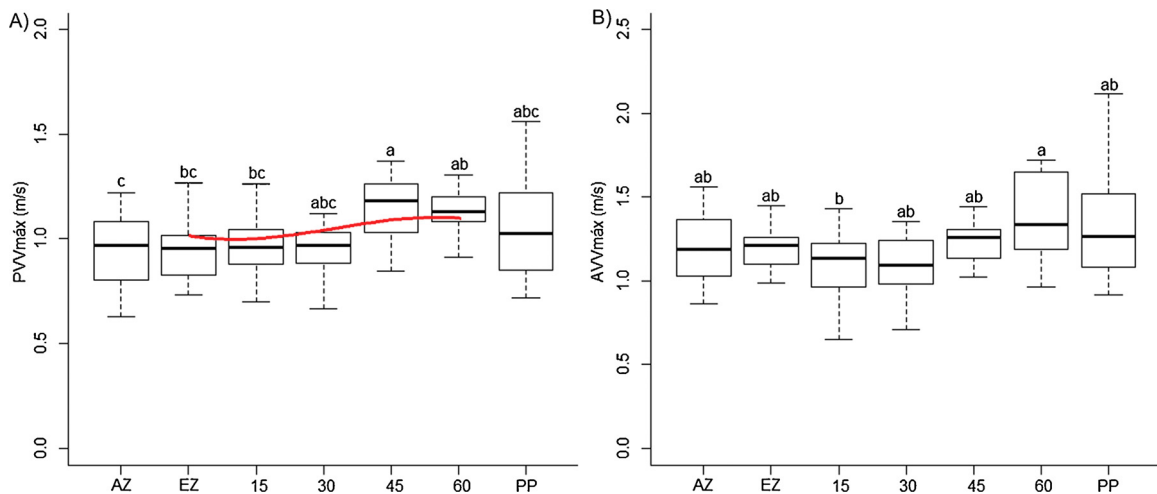 A)
PVVmáx (m/s)
2.0
1.5
1.0
0.5
0.0
c bc bc abc a ab abc
AZ EZ 15 30 45 60 PP
B)
AVVmáx (m/s)
2.5
2.0
1.5
1.0
0.5
0.0
ab ab b ab ab a ab
AZ EZ 15 30 45 60 PP